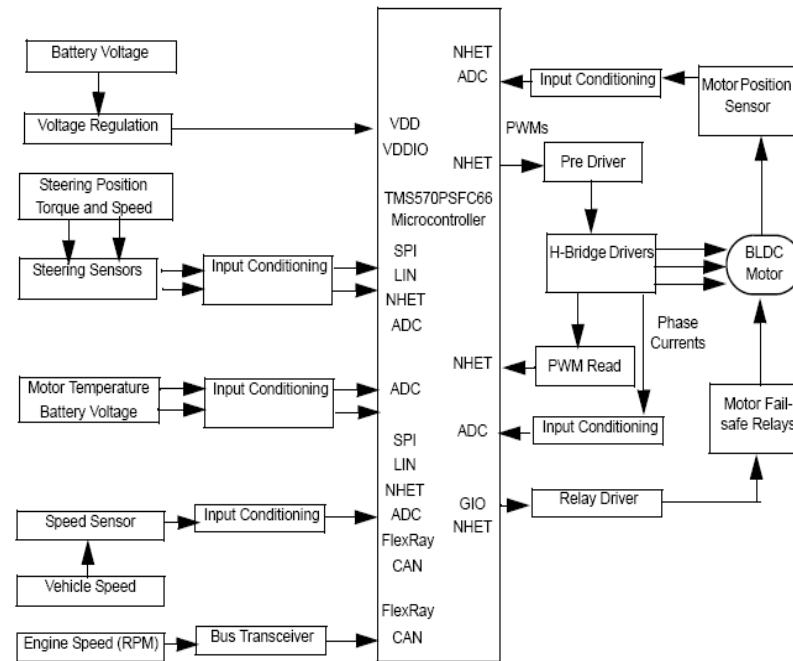 Battery Voltage
Voltage Regulation
Steering Position
Torque and Speed
Steering Sensors
Input Conditioning
Motor Temperature
Battery Voltage
Input Conditioning
Speed Sensor
Input Conditioning
Vehicle Speed
Engine Speed (RPM)
Bus Transceiver
VDD
VDDIO
TMS570PSFC66
Microcontroller
SPI
LIN
NHET
ADC
ADC
SPI
LIN
NHET
ADC
FlexRay
CAN
FlexRay
CAN
NHET
ADC
NHET
NHET
ADC
GIO
NHET
Input Conditioning
Motor Position
Sensor
PWMs
Pre Driver
H-Bridge Drivers
BLDC
Motor
Phase
Currents
PWM Read
Input Conditioning
Motor Fail-
safe Relays
Relay Driver